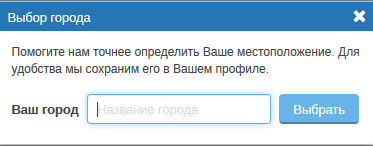 Выбор города
Помогите нам точнее определить Ваше местоположение. Для
удобства мы сохраним его в Вашем профиле.
Ваш город Название города Выбрать